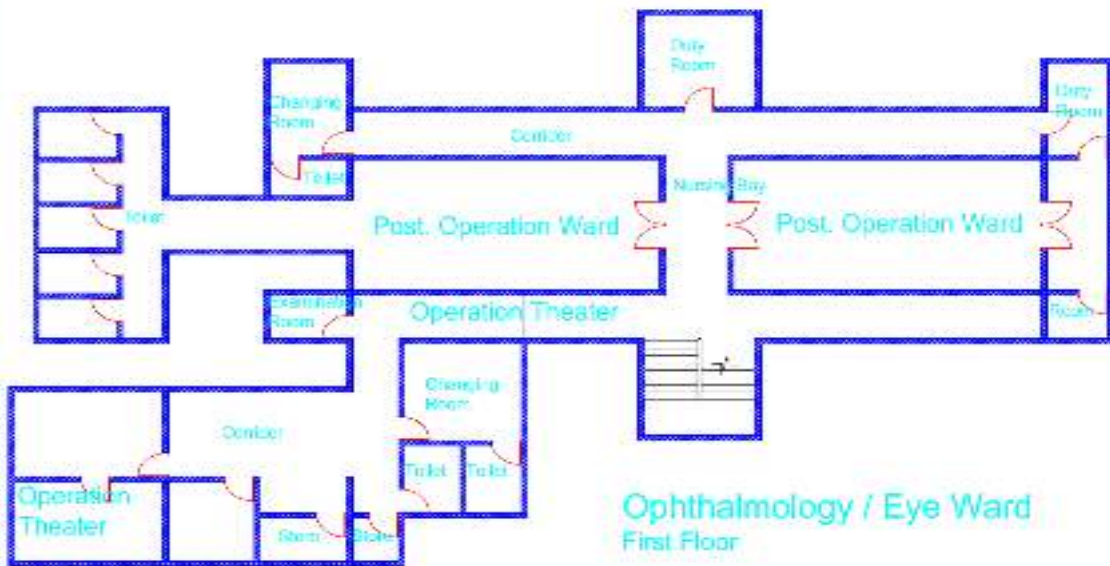 Duty
Room
Changing
Room
Duty
Room
Corridor
Toilet
Nursing Bay
Toilet
Post. Operation Ward
Post. Operation Ward
Examination
Room
Operation Theater
Room
Changing
Room
Corridor
Toilet
Toilet
Operation
Theater
Store
Store
Ophthalmology / Eye Ward
First Floor